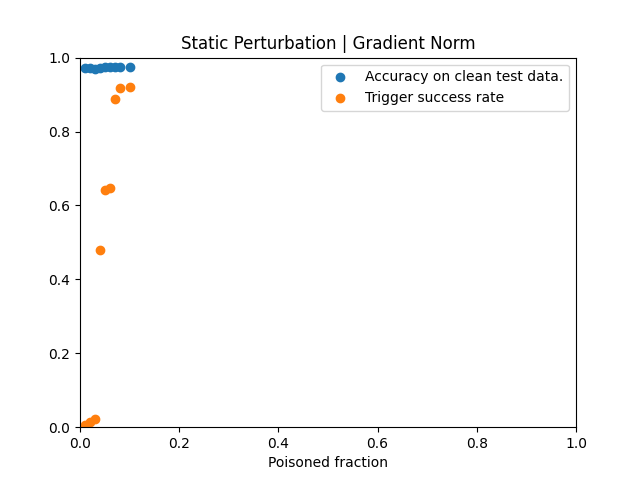 Static Perturbation | Gradient Norm
1.0
0.8
0.6
0.4
0.2
0.0
Accuracy on clean test data.
Trigger success rate
0.0 0.2 0.4 0.6 0.8 1.0
Poisoned fraction